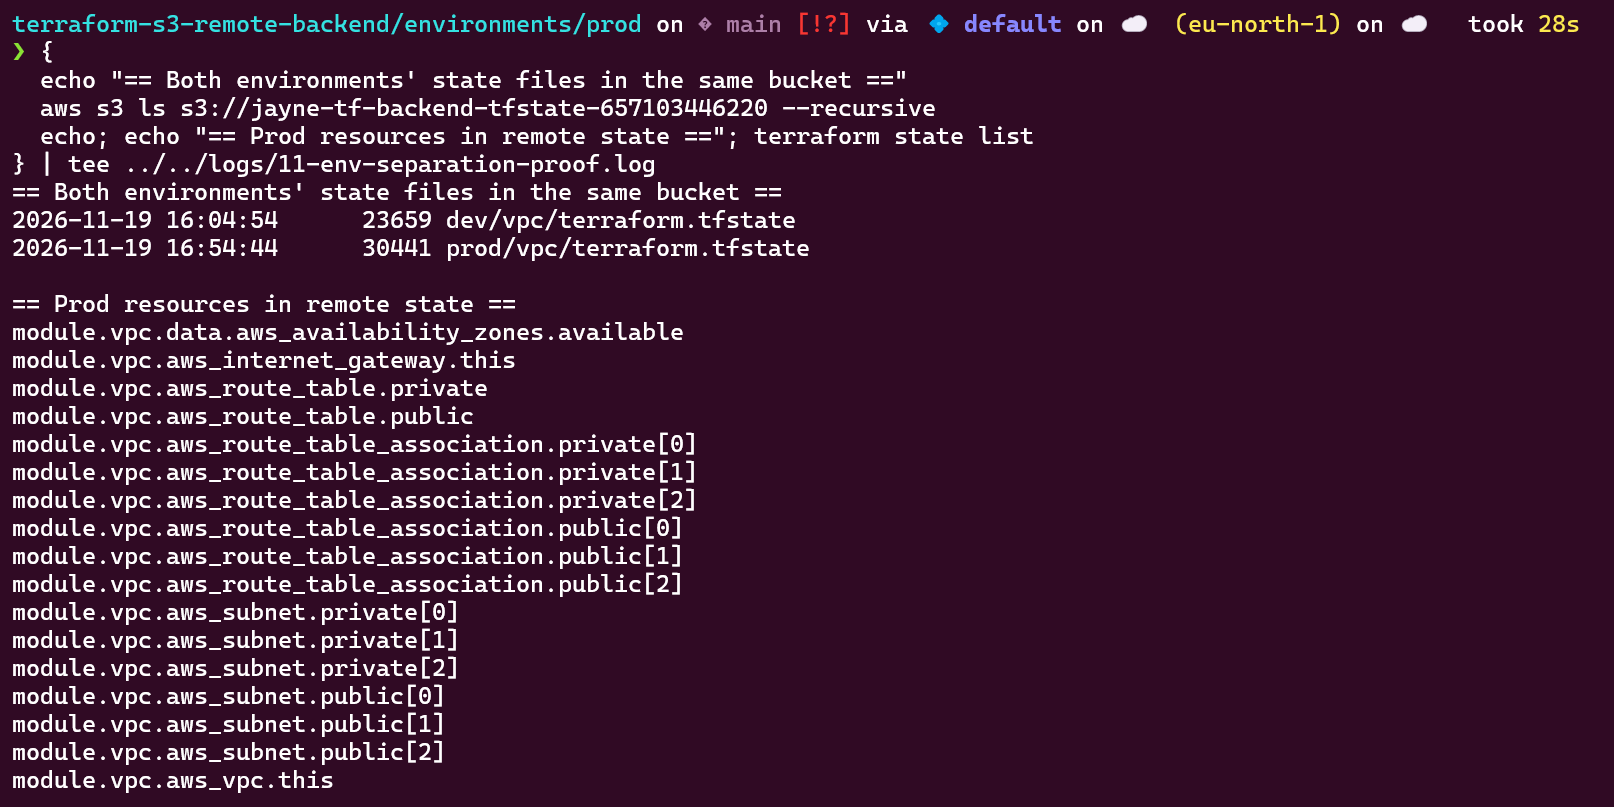 terraform-s3-remote-backend/environments/prod on � main [!?] via 💠 default on ☁️ (eu-north-1) on ☁️ took 28s
❯ {
  echo "== Both environments' state files in the same bucket =="
  aws s3 ls s3://jayne-tf-backend-tfstate-657103446220 --recursive
  echo; echo "== Prod resources in remote state =="; terraform state list
} | tee ../../logs/11-env-separation-proof.log
== Both environments' state files in the same bucket ==
2026-11-19 16:04:54      23659 dev/vpc/terraform.tfstate
2026-11-19 16:54:44      30441 prod/vpc/terraform.tfstate

== Prod resources in remote state ==
module.vpc.data.aws_availability_zones.available
module.vpc.aws_internet_gateway.this
module.vpc.aws_route_table.private
module.vpc.aws_route_table.public
module.vpc.aws_route_table_association.private[0]
module.vpc.aws_route_table_association.private[1]
module.vpc.aws_route_table_association.private[2]
module.vpc.aws_route_table_association.public[0]
module.vpc.aws_route_table_association.public[1]
module.vpc.aws_route_table_association.public[2]
module.vpc.aws_subnet.private[0]
module.vpc.aws_subnet.private[1]
module.vpc.aws_subnet.private[2]
module.vpc.aws_subnet.public[0]
module.vpc.aws_subnet.public[1]
module.vpc.aws_subnet.public[2]
module.vpc.aws_vpc.this